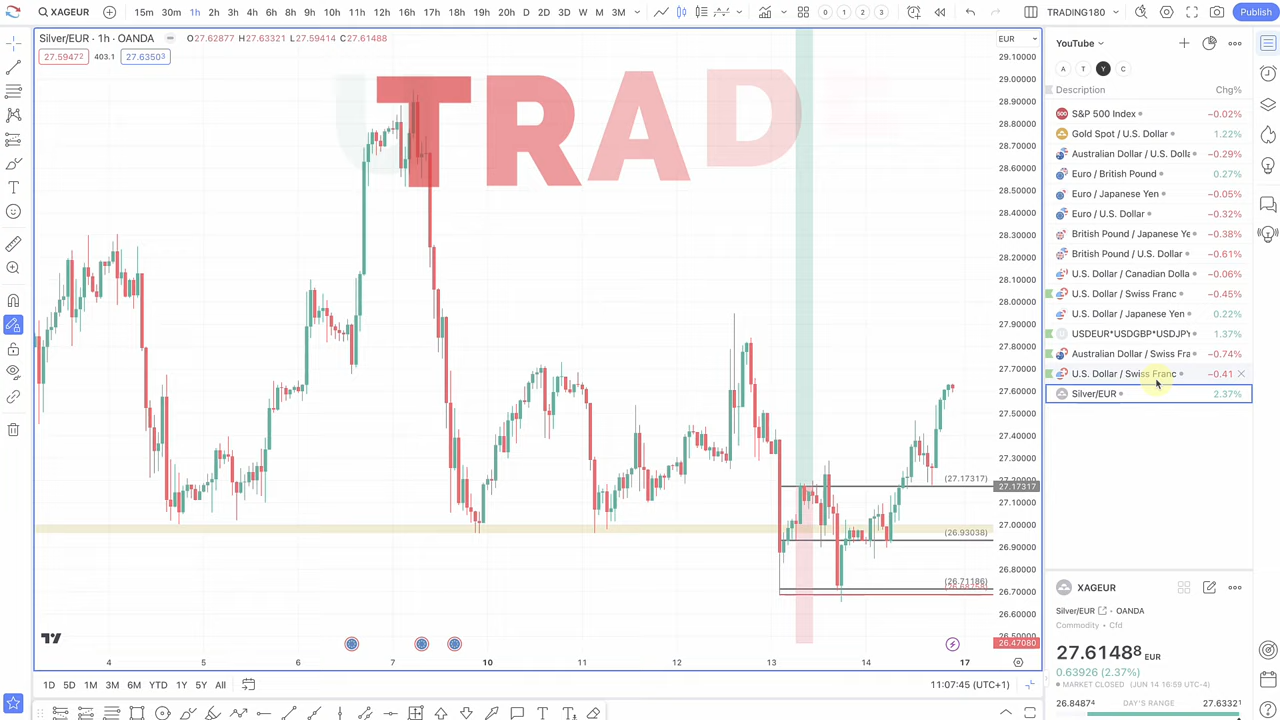 XAGEUR 15m 30m 1h 2h 3h 4h 6h 8h 9h 10h 11h 12h 16h 17h 18h 19h 20h D 2D 3D W M 3M 0 1 2 3 TRADING180 Publish
Silver/EUR · 1h · OANDA O27.62877 H27.63321 L27.59414 C27.61488
27.59472 403.1 27.63503
TRAD
EUR
29.10000
29.00000
28.90000
28.80000
28.70000
28.60000
28.50000
28.40000
28.30000
28.20000
28.10000
28.00000
27.90000
27.80000
27.70000
27.60000
27.50000
27.40000
27.30000
27.17317
27.10000
27.00000
26.90000
26.80000
26.70000
26.60000
26.47080
(27.17317)
(26.93038)
(26.71186)
4 5 6 7 10 11 12 13 14 17
1D 5D 1M 3M 6M YTD 1Y 5Y All 11:07:45 (UTC+1)
YouTube
A T Y C
Description Chg%
S&P 500 Index −0.02%
Gold Spot / U.S. Dollar 1.22%
Australian Dollar / U.S. Dolla −0.29%
Euro / British Pound 0.27%
Euro / Japanese Yen −0.05%
Euro / U.S. Dollar −0.32%
British Pound / Japanese Ye −0.38%
British Pound / U.S. Dollar −0.61%
U.S. Dollar / Canadian Dolla −0.06%
U.S. Dollar / Swiss Franc −0.45%
U.S. Dollar / Japanese Yen 0.22%
USDEUR*USDGBP*USDJPY 1.37%
Australian Dollar / Swiss Fra −0.74%
U.S. Dollar / Swiss Franc −0.41
Silver/EUR 2.37%
XAGEUR
Silver/EUR · OANDA
Commodity • Cfd
27.61488 EUR
0.63926 (2.37%)
MARKET CLOSED (JUN 14 16:59 UTC-4)
26.84874 DAY'S RANGE 27.63321